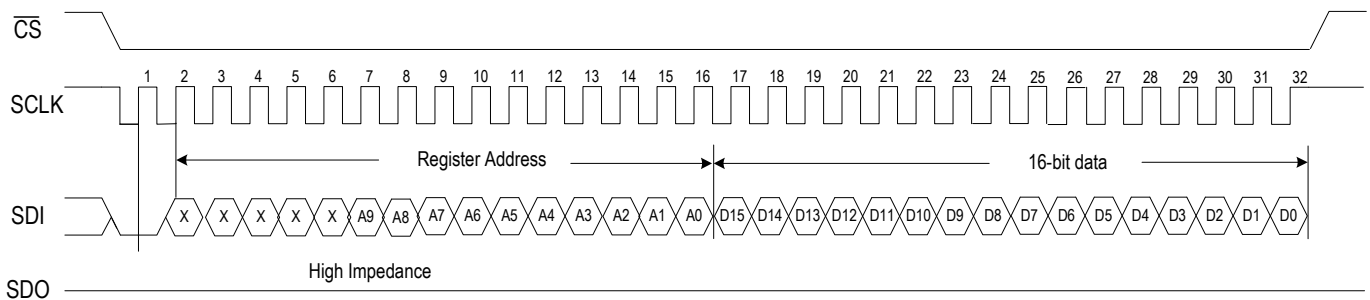 CS
1 2 3 4 5 6 7 8 9 10 11 12 13 14 15 16 17 18 19 20 21 22 23 24 25 26 27 28 29 30 31 32
SCLK
Register Address 16-bit data
SDI X X X X X A9 A8 A7 A6 A5 A4 A3 A2 A1 A0 D15 D14 D13 D12 D11 D10 D9 D8 D7 D6 D5 D4 D3 D2 D1 D0
High Impedance
SDO